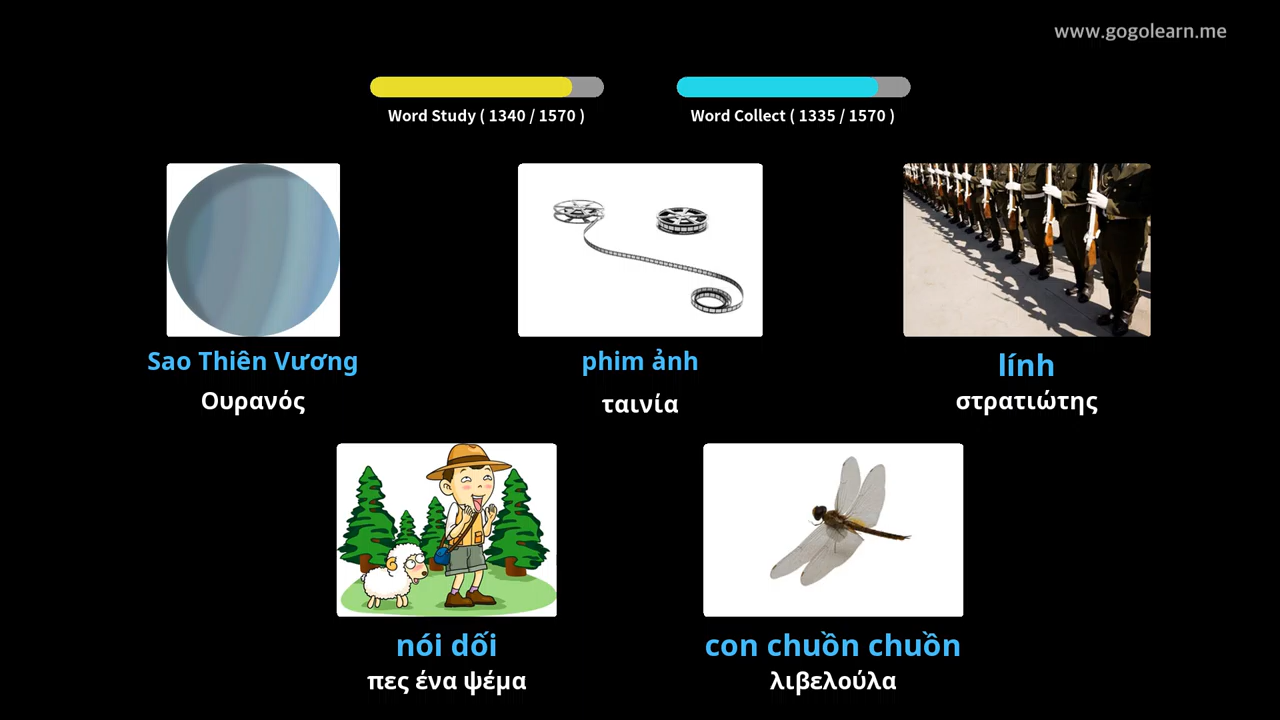 www.gogolearn.me
Word Study ( 1340 / 1570 )
Word Collect ( 1335 / 1570 )
Sao Thiên Vương
Ουρανός
phim ảnh
ταινία
lính
στρατιώτης
nói dối
πες ένα ψέμα
con chuồn chuồn
λιβελούλα